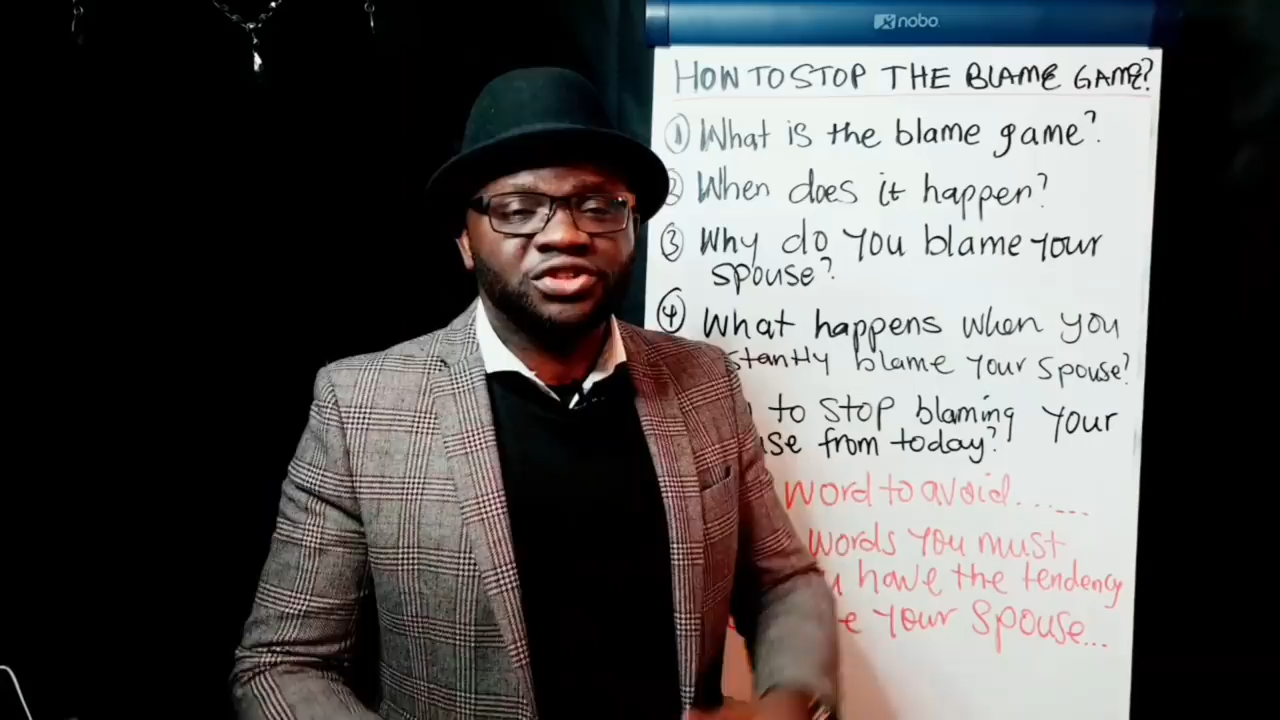 nobo
HOW TO STOP THE BLAME GAME?
① What is the blame game?
② When does it happen?
③ Why do you blame your
spouse?
④ What happens when you
stantly blame your spouse?
to stop blaming your
use from today?
word to avoid......
words you must
have the tendency
e your spouse...